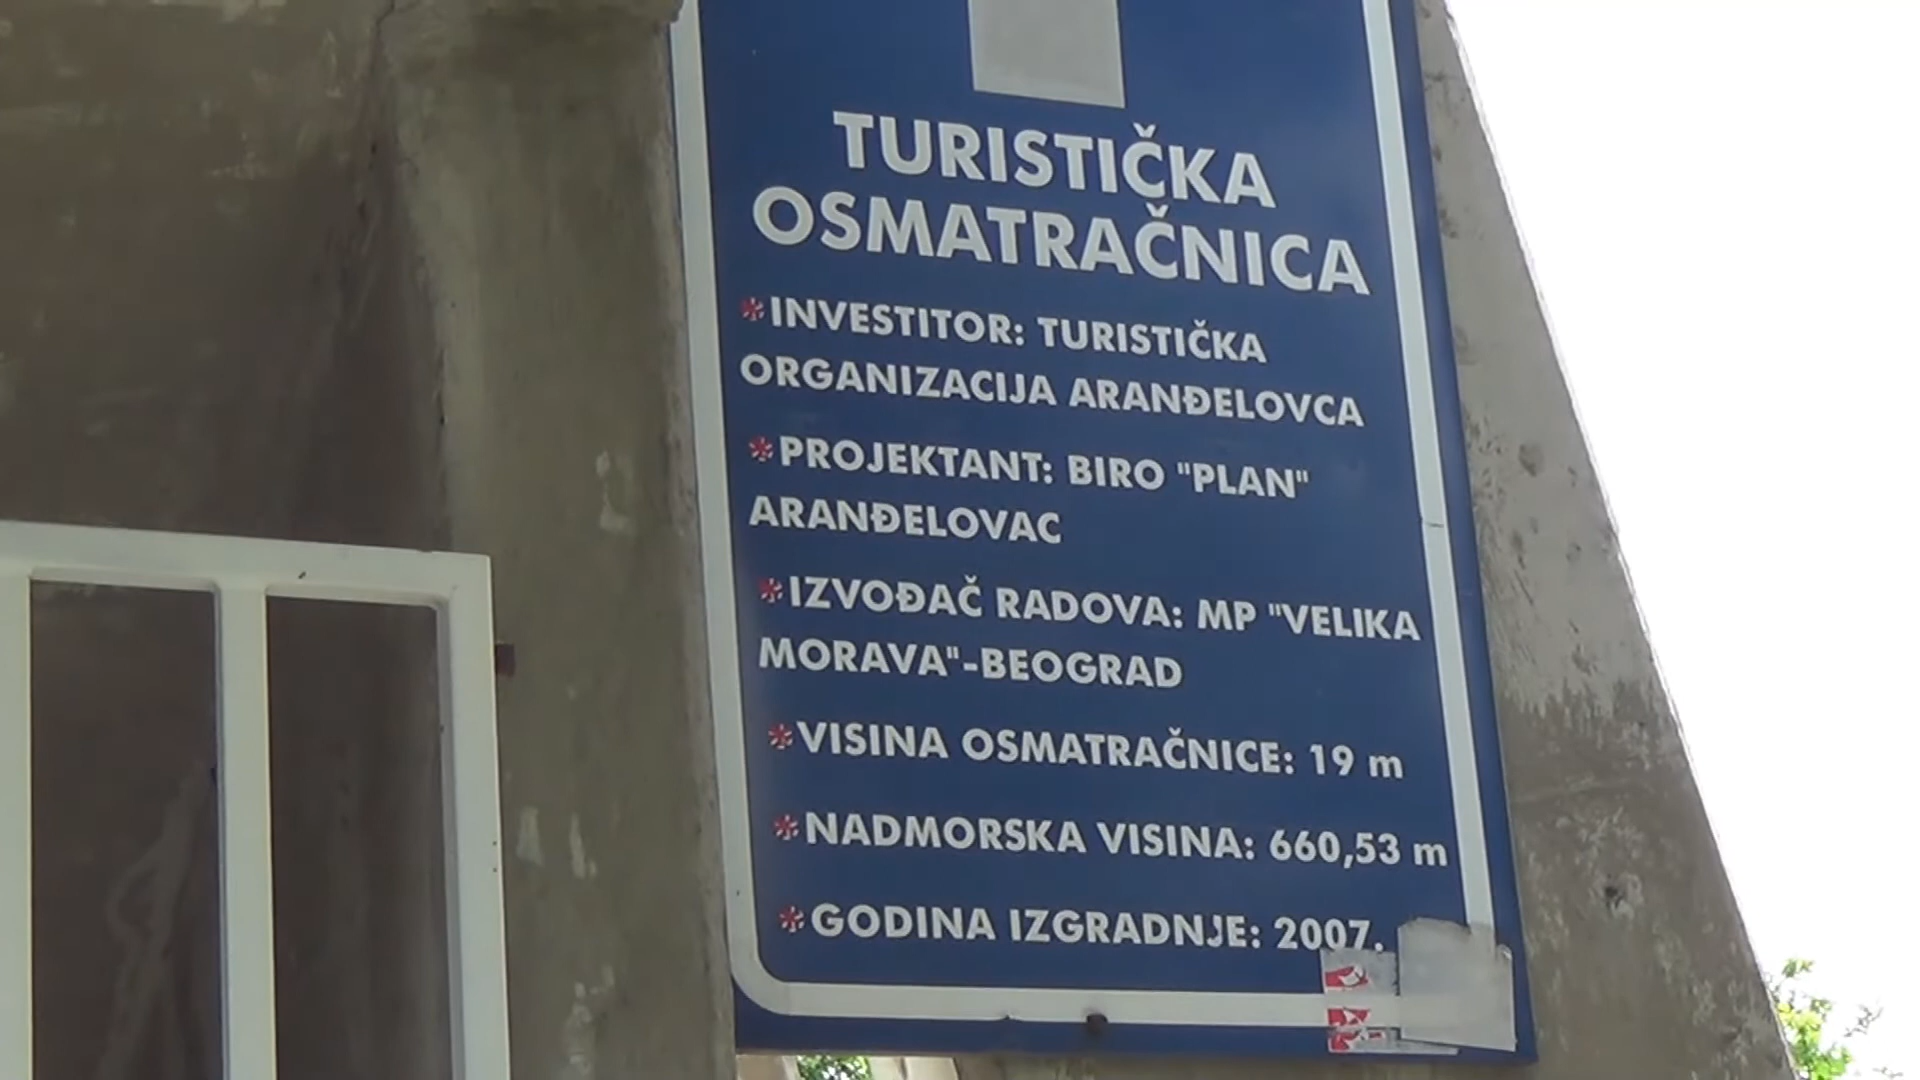 TURISTIČKA
OSMATRAČNICA
*INVESTITOR: TURISTIČKA
ORGANIZACIJA ARANĐELOVCA
*PROJEKTANT: BIRO "PLAN"
ARANĐELOVAC
*IZVOĐAČ RADOVA: MP "VELIKA
MORAVA"-BEOGRAD
*VISINA OSMATRAČNICE: 19 m
*NADMORSKA VISINA: 660,53 m
*GODINA IZGRADNJE: 2007.